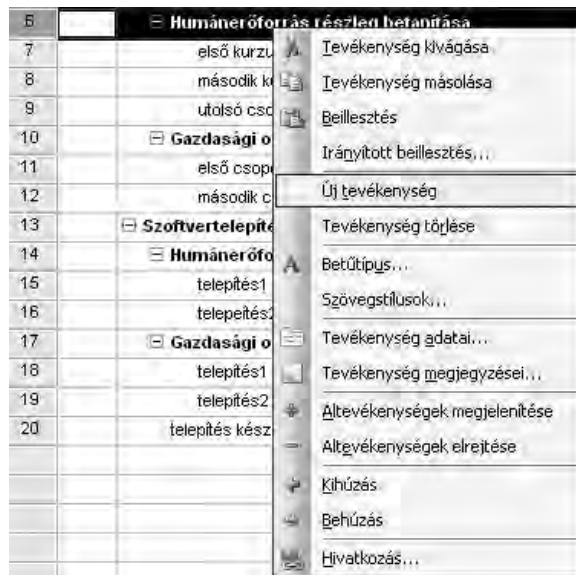 6 Humánerőforrás részleg betanítása
7 első kurzu
8 második k
9 utolsó cso
10 Gazdasági o
11 első csopo
12 második c
13 Szoftvertelepíté
14 Humánerőfo
15 telepítés1
16 telepeítés2
17 Gazdasági o
18 telepítés1
19 telepítés2
20 telepítés kész
Tevékenység kivágása
Tevékenység másolása
Beillesztés
Irányított beillesztés...
Új tevékenység
Tevékenység törlése
Betűtípus...
Szövegstílusok...
Tevékenység adatai...
Tevékenység megjegyzései...
Altevékenységek megjelenítése
Altevékenységek elrejtése
Kihúzás
Behúzás
Hivatkozás...